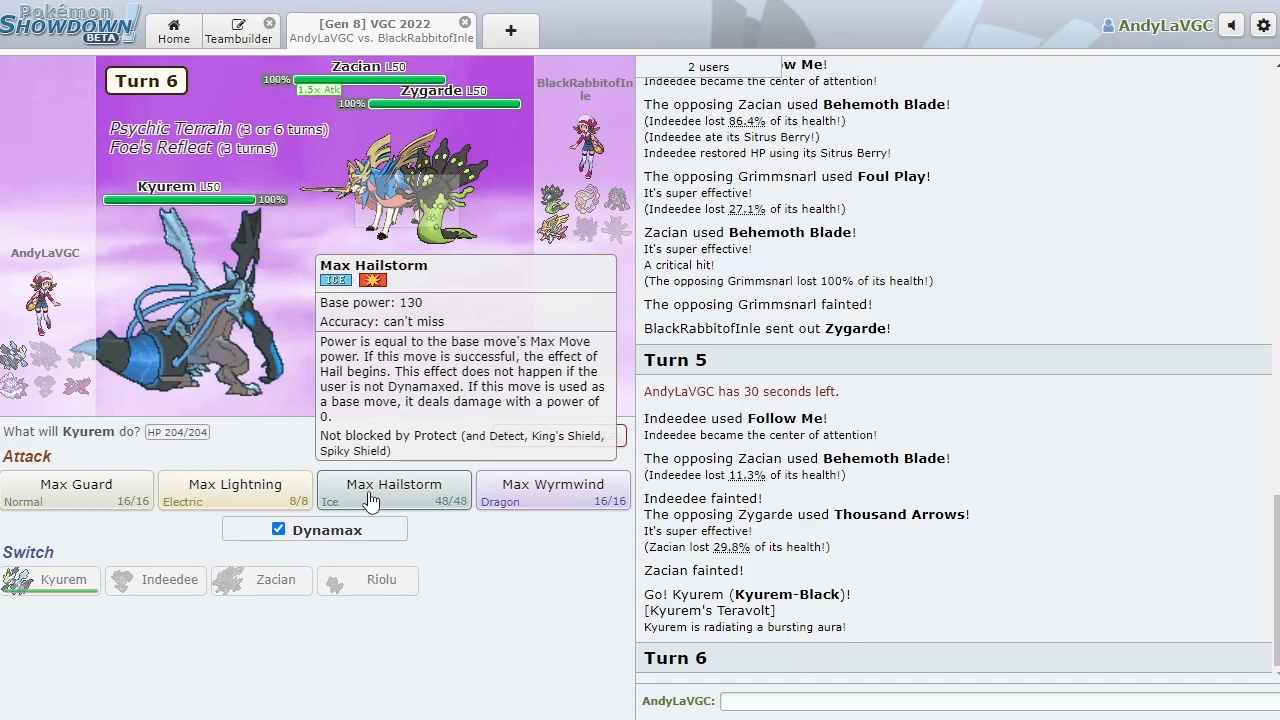 Pokémon
SHOWDOWN!
BETA
Home
Teambuilder
[Gen 8] VGC 2022
AndyLaVGC vs. BlackRabbitofInle
+
AndyLaVGC
Turn 6
Zacian L50
100%
1.5× Atk
Zygarde L50
100%
Psychic Terrain (3 or 6 turns)
Foe's Reflect (3 turns)
Kyurem L50
100%
BlackRabbitofIn
le
AndyLaVGC
Max Hailstorm
ICE
Base power: 130
Accuracy: can't miss
Power is equal to the base move's Max Move
power. If this move is successful, the effect of
Hail begins. This effect does not happen if the
user is not Dynamaxed. If this move is used as
a base move, it deals damage with a power of
0.
Not blocked by Protect (and Detect, King's Shield,
Spiky Shield)
What will Kyurem do? HP 204/204
Attack
Max Guard
Normal 16/16
Max Lightning
Electric 8/8
Max Hailstorm
Ice 48/48
Max Wyrmwind
Dragon 16/16
Dynamax
Switch
Kyurem
Indeedee
Zacian
Riolu
2 users
ow Me!
Indeedee became the center of attention!
The opposing Zacian used Behemoth Blade!
(Indeedee lost 86.4% of its health!)
(Indeedee ate its Sitrus Berry!)
Indeedee restored HP using its Sitrus Berry!
The opposing Grimmsnarl used Foul Play!
It's super effective!
(Indeedee lost 27.1% of its health!)
Zacian used Behemoth Blade!
It's super effective!
A critical hit!
(The opposing Grimmsnarl lost 100% of its health!)
The opposing Grimmsnarl fainted!
BlackRabbitofInle sent out Zygarde!
Turn 5
AndyLaVGC has 30 seconds left.
Indeedee used Follow Me!
Indeedee became the center of attention!
The opposing Zacian used Behemoth Blade!
(Indeedee lost 11.3% of its health!)
Indeedee fainted!
The opposing Zygarde used Thousand Arrows!
It's super effective!
(Zacian lost 29.8% of its health!)
Zacian fainted!
Go! Kyurem (Kyurem-Black)!
[Kyurem's Teravolt]
Kyurem is radiating a bursting aura!
Turn 6
AndyLaVGC: